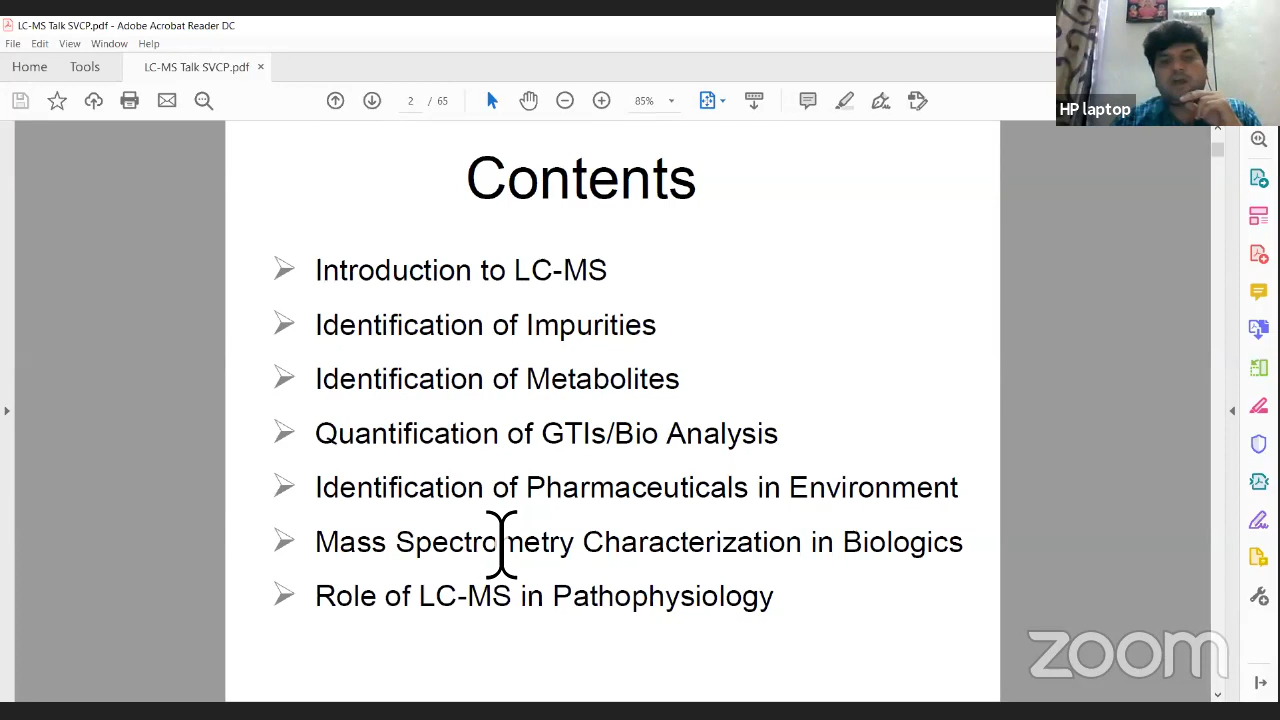 LC-MS Talk SVCP.pdf - Adobe Acrobat Reader DC
File Edit View Window Help
Home Tools LC-MS Talk SVCP.pdf ×
2 / 65 85%
HP laptop
Contents
Introduction to LC-MS
Identification of Impurities
Identification of Metabolites
Quantification of GTIs/Bio Analysis
Identification of Pharmaceuticals in Environment
Mass Spectrometry Characterization in Biologics
Role of LC-MS in Pathophysiology
zoom